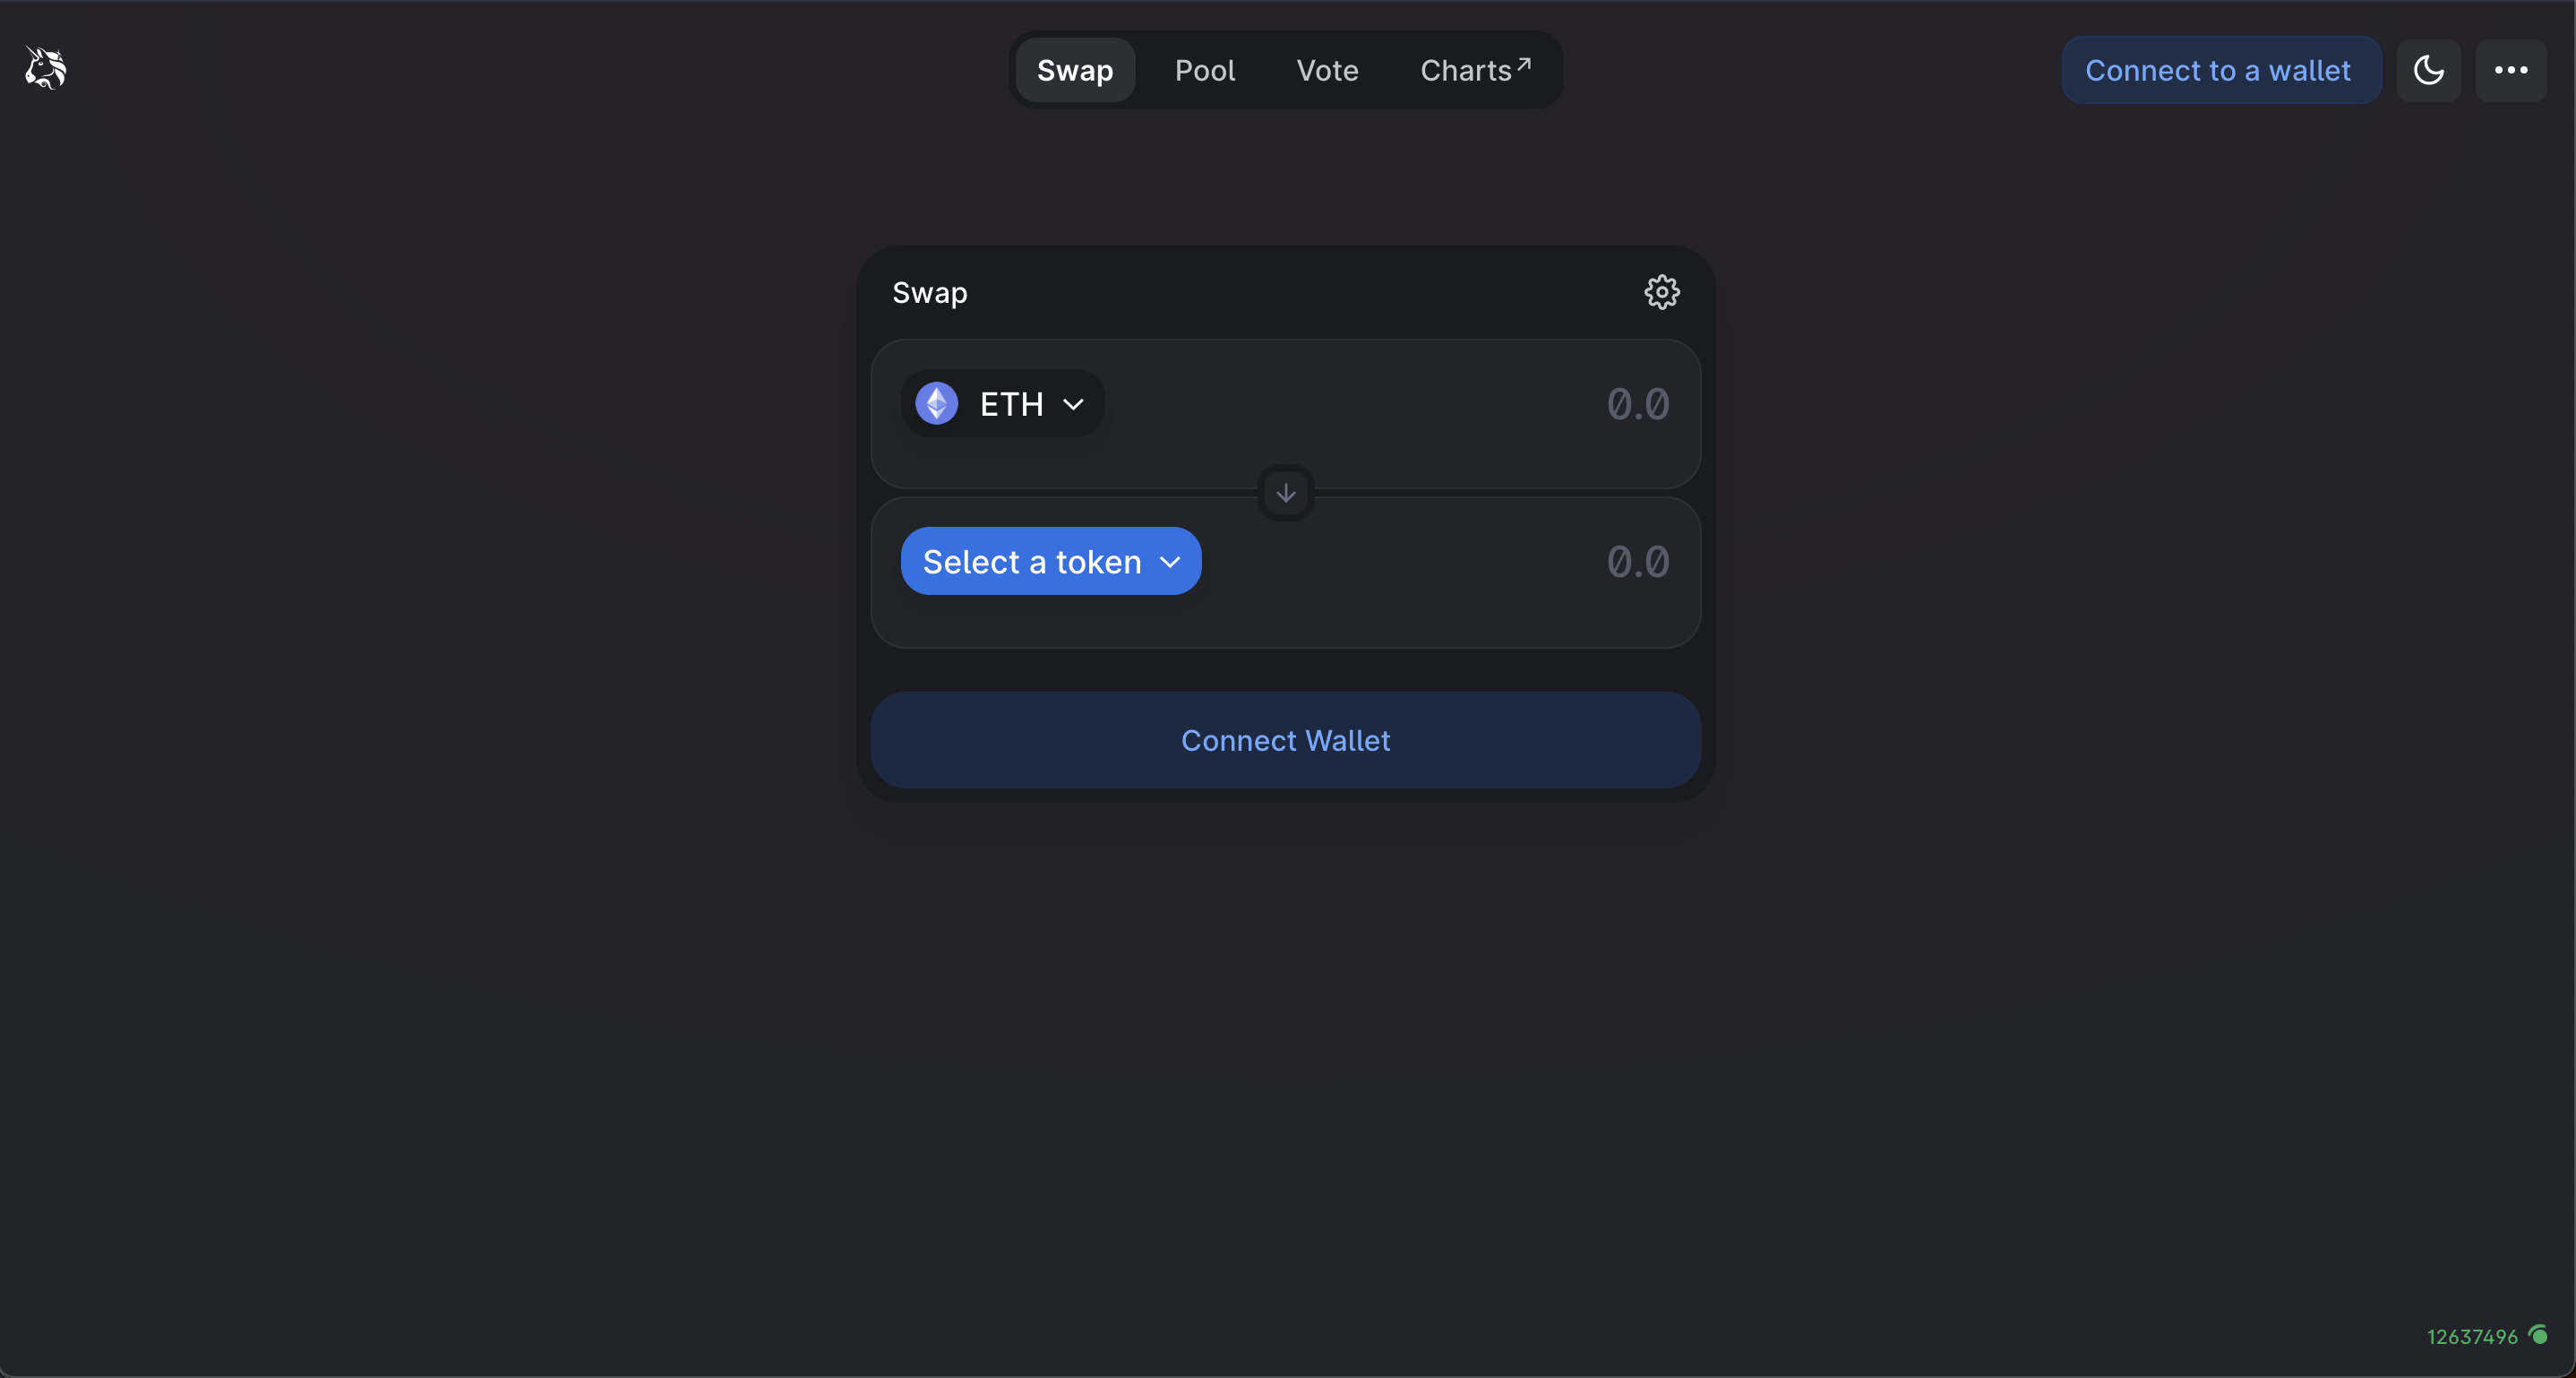 Swap Pool Vote Charts↗ Connect to a wallet
Swap
ETH 0.0
Select a token 0.0
Connect Wallet
12637496